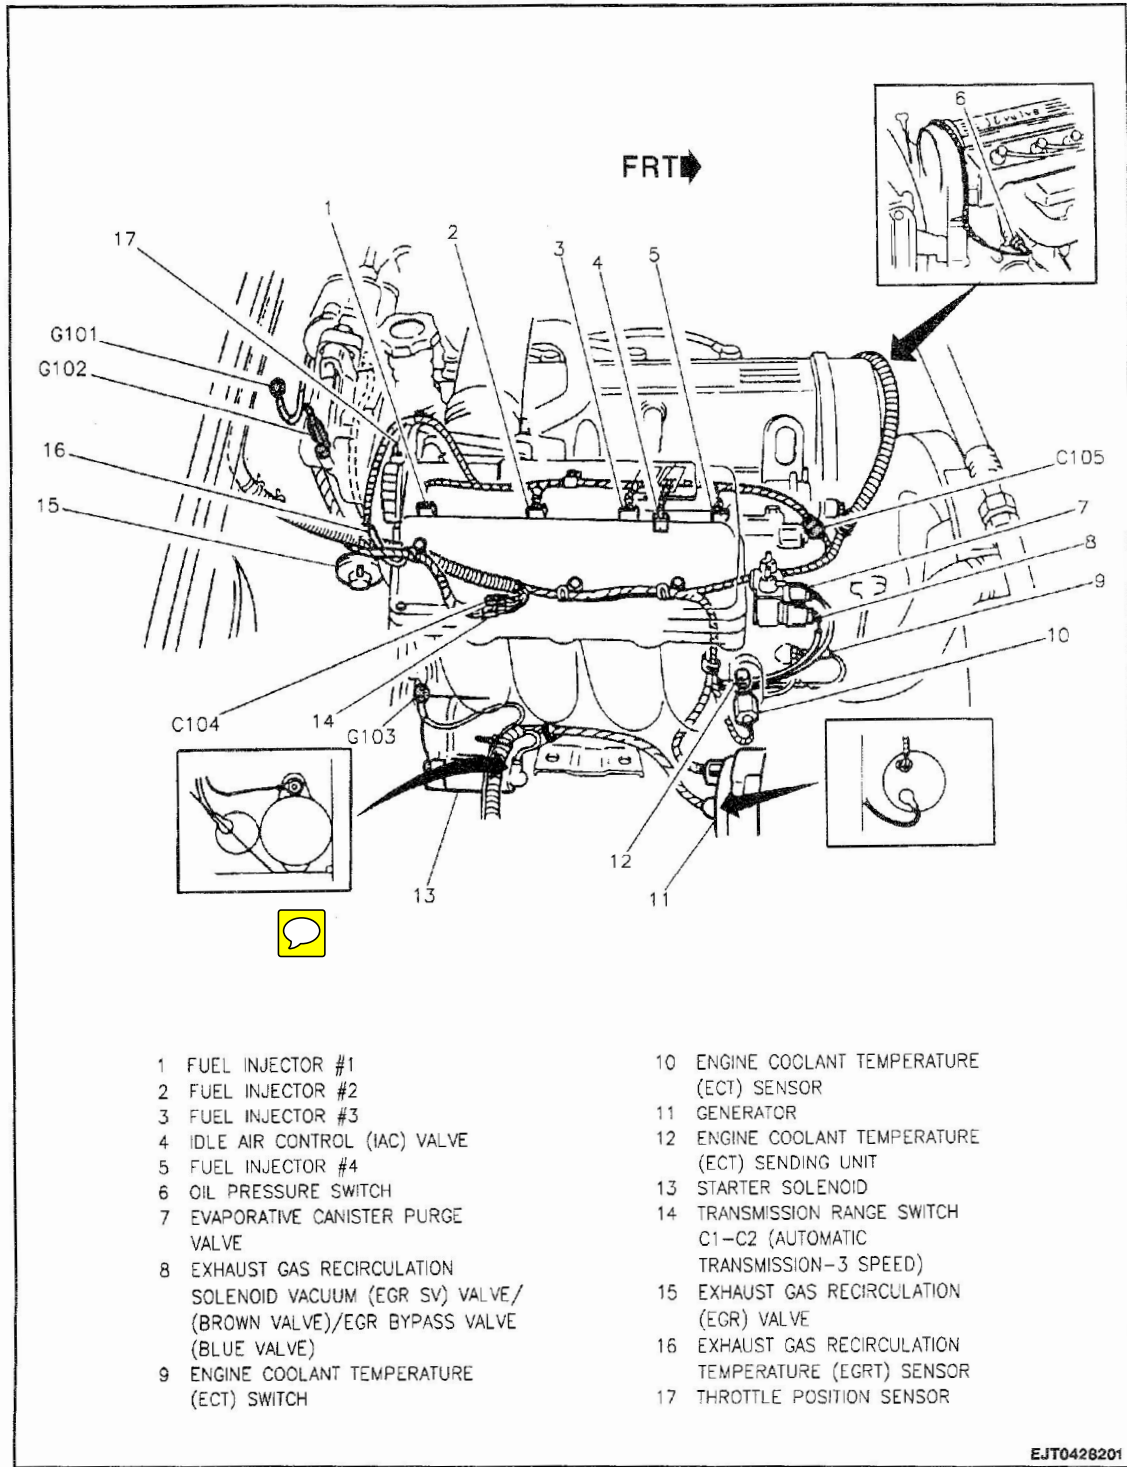 6
valve
FRT
1
17
2
3
4
5
G101
G102
16
15
C105
7
8
9
10
C104
14
G103
12
11
13
1 FUEL INJECTOR #1
2 FUEL INJECTOR #2
3 FUEL INJECTOR #3
4 IDLE AIR CONTROL (IAC) VALVE
5 FUEL INJECTOR #4
6 OIL PRESSURE SWITCH
7 EVAPORATIVE CANISTER PURGE
VALVE
8 EXHAUST GAS RECIRCULATION
SOLENOID VACUUM (EGR SV) VALVE/
(BROWN VALVE)/EGR BYPASS VALVE
(BLUE VALVE)
9 ENGINE COOLANT TEMPERATURE
(ECT) SWITCH
10 ENGINE COOLANT TEMPERATURE
(ECT) SENSOR
11 GENERATOR
12 ENGINE COOLANT TEMPERATURE
(ECT) SENDING UNIT
13 STARTER SOLENOID
14 TRANSMISSION RANGE SWITCH
C1-C2 (AUTOMATIC
TRANSMISSION-3 SPEED)
15 EXHAUST GAS RECIRCULATION
(EGR) VALVE
16 EXHAUST GAS RECIRCULATION
TEMPERATURE (EGRT) SENSOR
17 THROTTLE POSITION SENSOR
EJT0428201